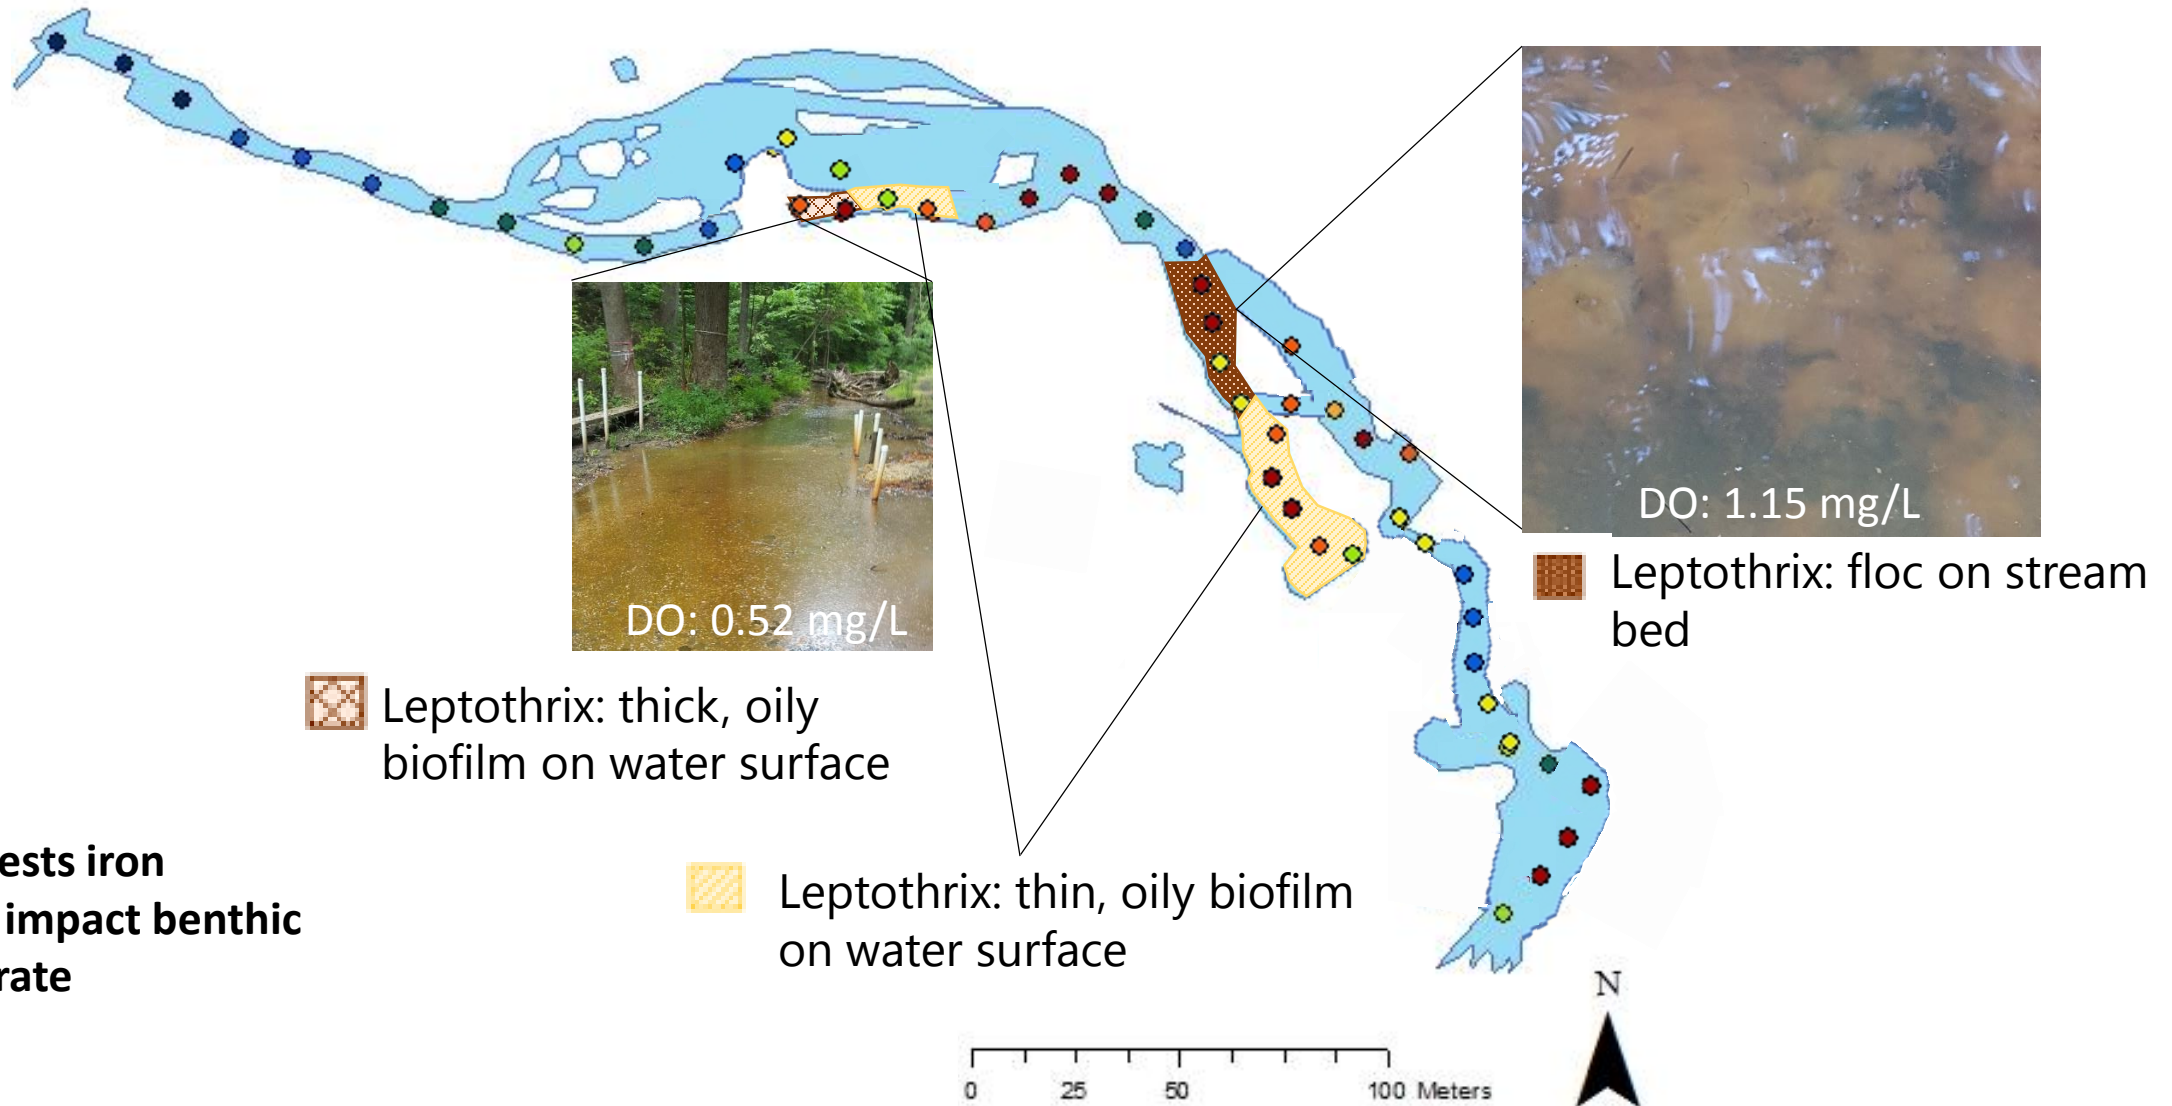 DO: 1.15 mg/L
Leptothrix: floc on stream
bed
DO: 0.52 mg/L
Leptothrix: thick, oily
biofilm on water surface
ests iron
impact benthic
rate
Leptothrix: thin, oily biofilm
on water surface
N
0 25 50 100 Meters